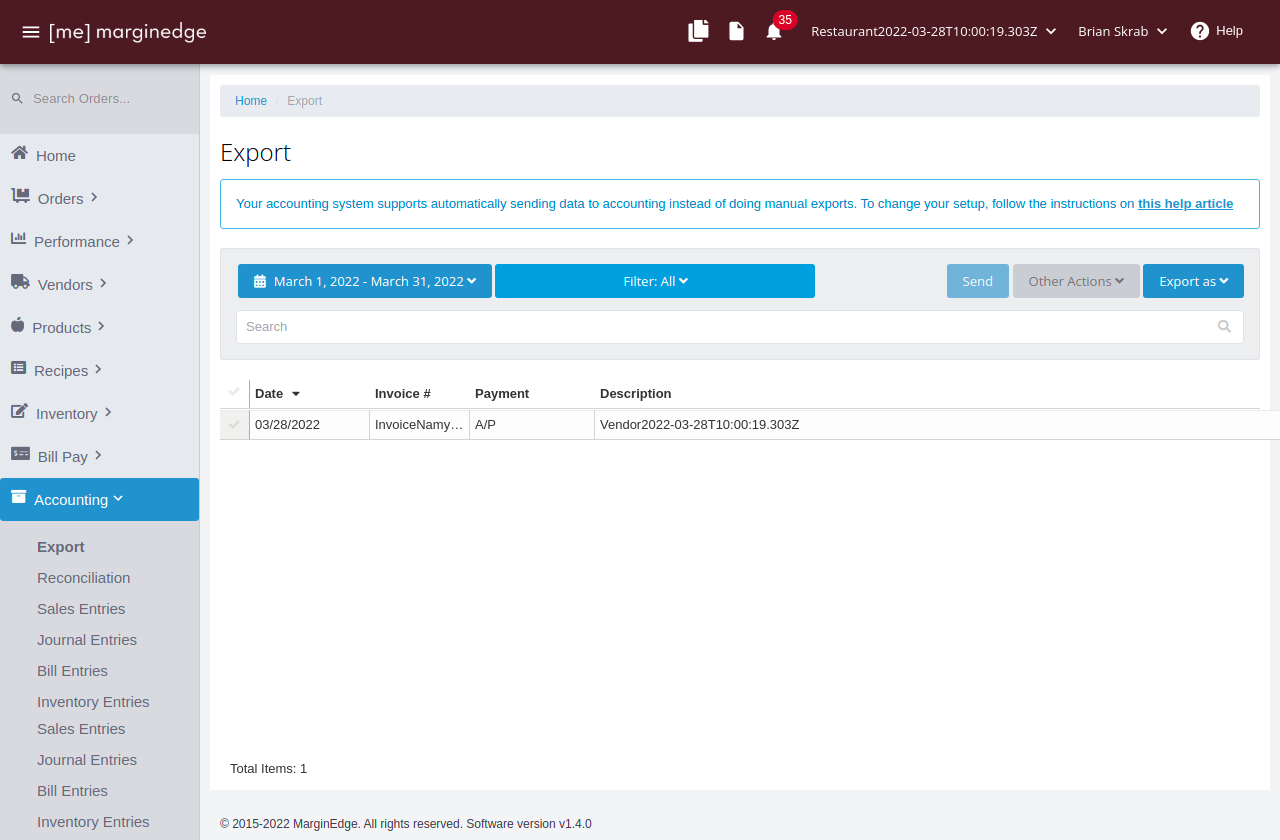 [me] marginedge
35
Restaurant2022-03-28T10:00:19.303Z
Brian Skrab
Help
Search Orders...
Home
Orders
Performance
Vendors
Products
Recipes
Inventory
Bill Pay
Accounting
Export
Reconciliation
Sales Entries
Journal Entries
Bill Entries
Inventory Entries
Sales Entries
Journal Entries
Bill Entries
Inventory Entries
Home / Export
Export
Your accounting system supports automatically sending data to accounting instead of doing manual exports. To change your setup, follow the instructions on this help article
March 1, 2022 - March 31, 2022
Filter: All
Send
Other Actions
Export as
Search
Date Invoice # Payment Description
03/28/2022 InvoiceNamy… A/P Vendor2022-03-28T10:00:19.303Z
Total Items: 1
© 2015-2022 MarginEdge. All rights reserved. Software version v1.4.0